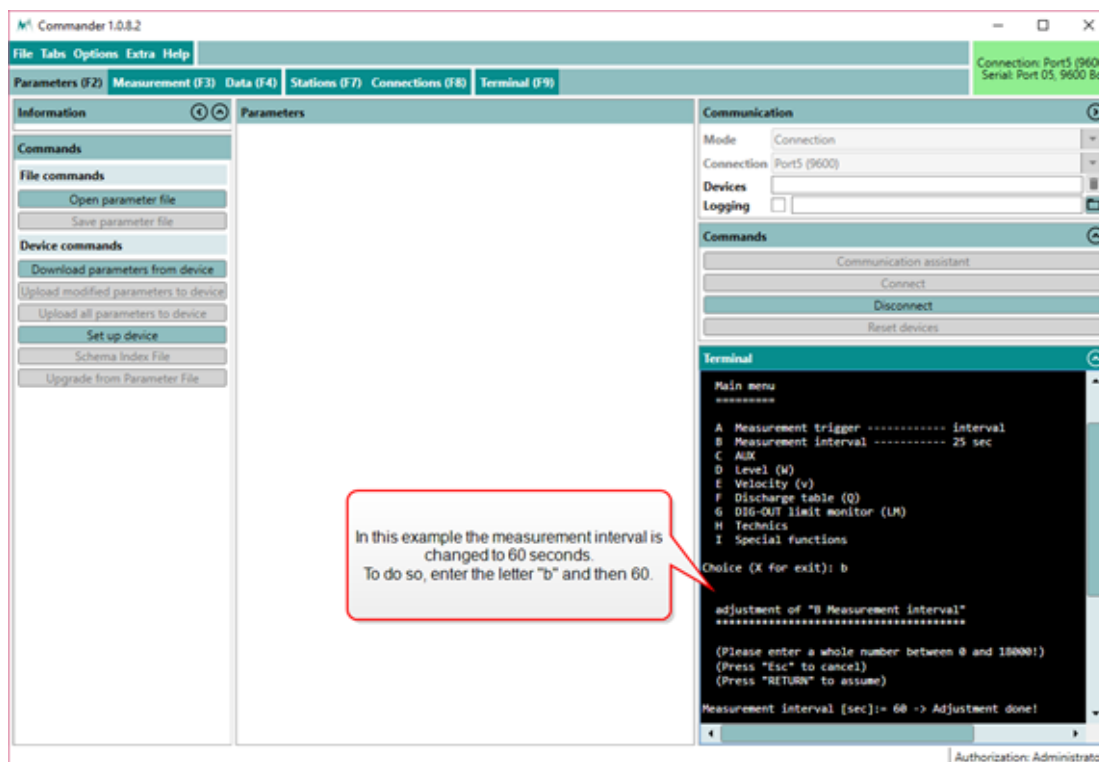 Commander 1.0.8.2
File Tabs Options Extra Help
Connection: Port5 (960
Serial: Port 05, 9600 Ba
Parameters (F2) Measurement (F3) Data (F4) Stations (F7) Connections (F8) Terminal (F9)
Information
Commands
File commands
Open parameter file
Save parameter file
Device commands
Download parameters from device
Upload modified parameters to device
Upload all parameters to device
Set up device
Schema Index File
Upgrade from Parameter File
Parameters
In this example the measurement interval is
changed to 60 seconds.
To do so, enter the letter "b" and then 60.
Communication
Mode Connection
Connection Port5 (9600)
Devices
Logging
Commands
Communication assistant
Connect
Disconnect
Reset devices
Terminal
Main menu
=========
A Measurement trigger ------------ interval
B Measurement interval ----------- 25 sec
C AUX
D Level (W)
E Velocity (v)
F Discharge table (Q)
G DIG-OUT limit monitor (LM)
H Technics
I Special functions
Choice (X for exit): b
adjustment of "B Measurement interval"
**************************************
(Please enter a whole number between 0 and 18000!)
(Press "Esc" to cancel)
(Press "RETURN" to assume)
Measurement interval [sec]:= 60 -> Adjustment done!
Authorization: Administrato